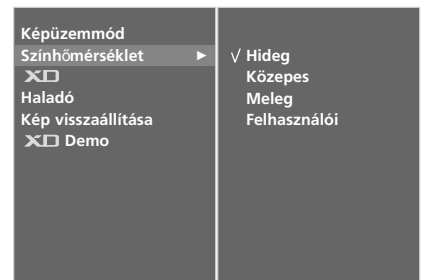 Képüzemmód
Színhőmérséklet ►
XD
Haladó
Kép visszaállítása
XD Demo
√ Hideg
Közepes
Meleg
Felhasználói